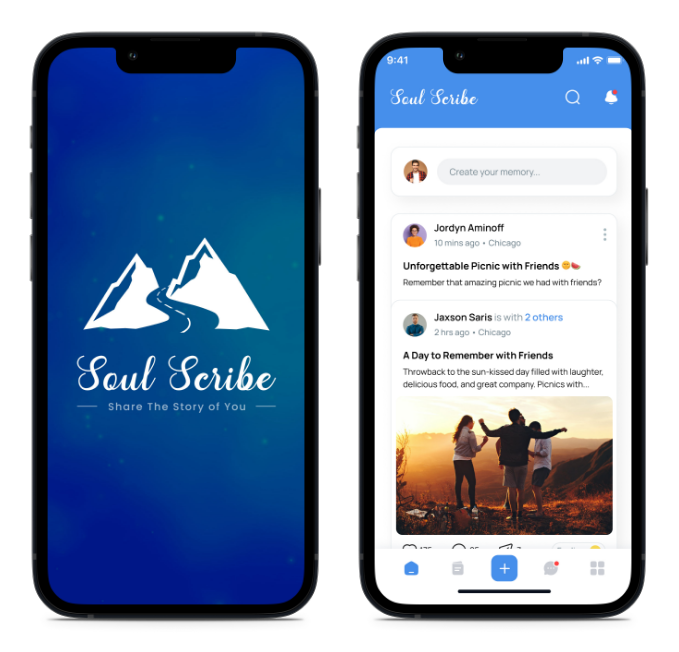 Soul Scribe
Share The Story of You
9:41
Soul Scribe
Create your memory...
Jordyn Aminoff
10 mins ago • Chicago
Unforgettable Picnic with Friends 😊🍉
Remember that amazing picnic we had with friends?
Jaxson Saris is with 2 others
2 hrs ago • Chicago
A Day to Remember with Friends
Throwback to the sun-kissed day filled with laughter,
delicious food, and great company. Picnics with...